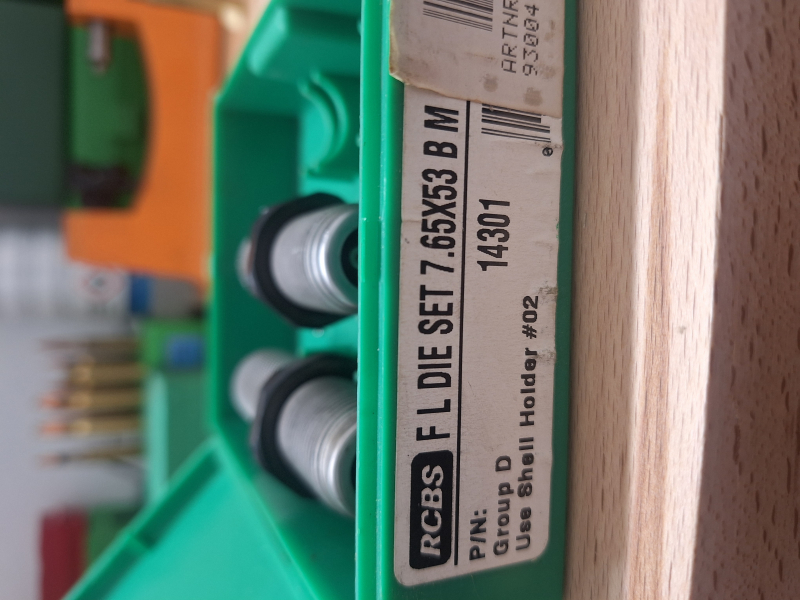 RCBS F L DIE SET 7.65X53 B M
P/N: 14301
Group D
Use Shell Holder #02
ARTNR
93004